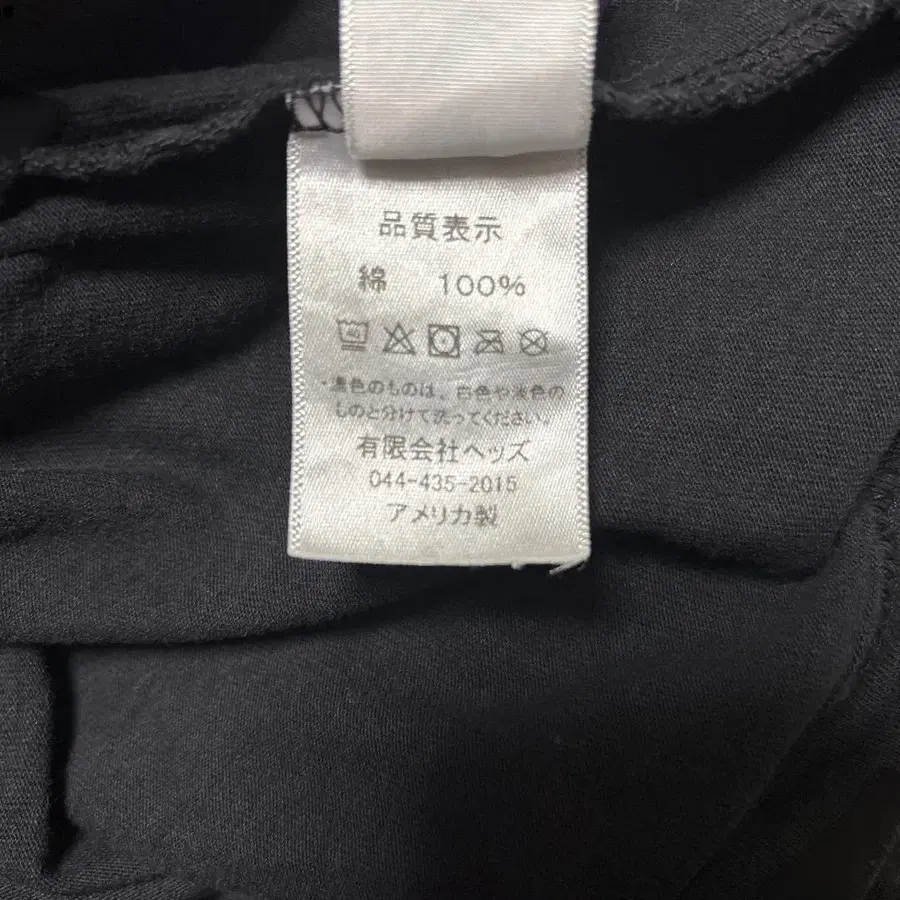 品質表示
綿 100%
40
・濃色のものは、白色や淡色の
ものと分けて洗ってください。
有限会社ヘッズ
044-435-2015
アメリカ製